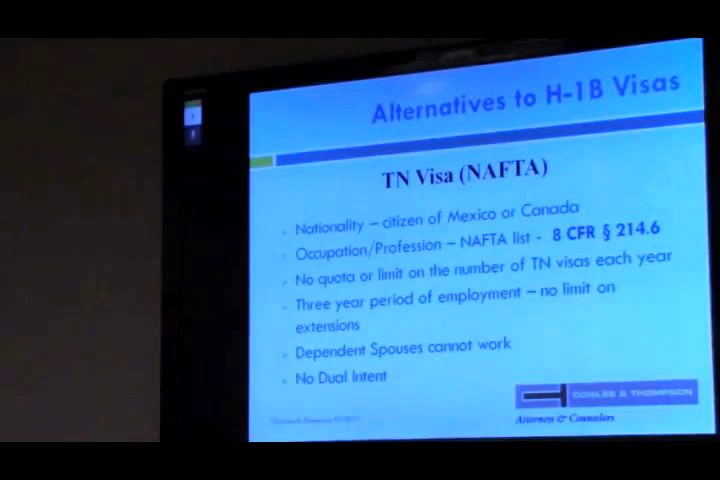 Alternatives to H-1B Visas
TN Visa (NAFTA)
Nationality – citizen of Mexico or Canada
Occupation/Profession – NAFTA list - 8 CFR § 214.6
No quota or limit on the number of TN visas each year
Three year period of employment – no limit on
extensions
Dependent Spouses cannot work
No Dual Intent
COWLES & THOMPSON
Attorneys & Counselors